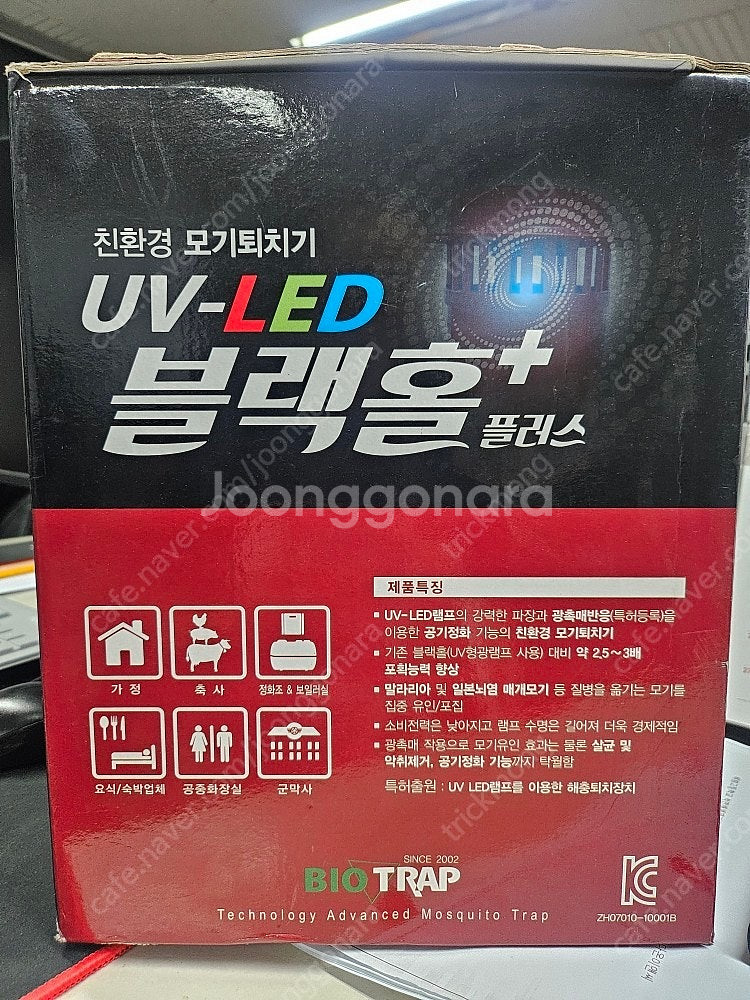 친환경 모기퇴치기
UV-LED
블랙홀+ 플러스
Joonggonara
제품특징
▪ UV-LED램프의 강력한 파장과 광촉매반응(특허등록)을
이용한 공기정화 기능의 친환경 모기퇴치기
▪ 기존 블랙홀(UV형광램프 사용) 대비 약 2.5~3배
포획능력 향상
▪ 말라리아 및 일본뇌염 매개모기 등 질병을 옮기는 모기를
집중 유인/포집
▪ 소비전력은 낮아지고 램프 수명은 길어져 더욱 경제적임
▪ 광촉매 작용으로 모기유인 효과는 물론 살균 및
악취제거, 공기정화 기능까지 탁월함
특허출원 : UV LED램프를 이용한 해충퇴치장치
가 정
축 사
정화조 & 보일러실
요식/숙박업체
공중화장실
군막사
SINCE 2002
BIOTRAP
Technology Advanced Mosquito Trap
KC
ZH07010-10001B
cafe.naver.com/joonggonara
trickmong